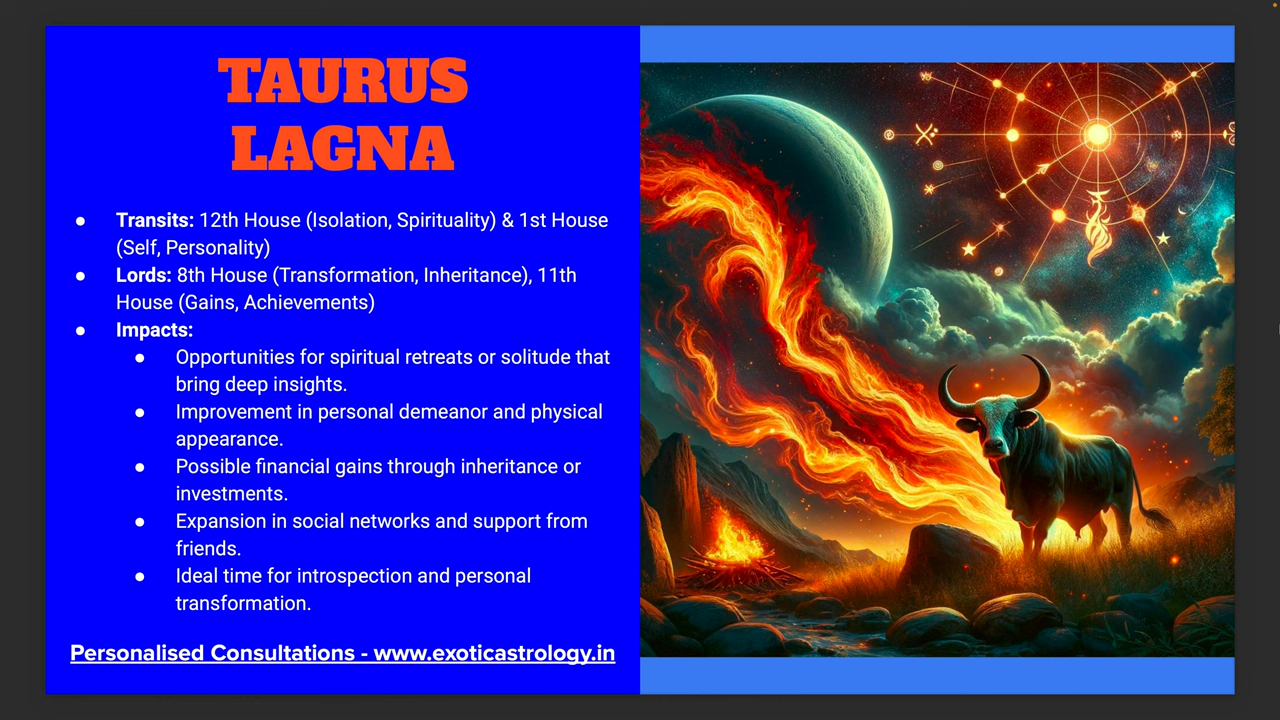 TAURUS
LAGNA
● Transits: 12th House (Isolation, Spirituality) & 1st House
(Self, Personality)
● Lords: 8th House (Transformation, Inheritance), 11th
House (Gains, Achievements)
● Impacts:
● Opportunities for spiritual retreats or solitude that
bring deep insights.
● Improvement in personal demeanor and physical
appearance.
● Possible financial gains through inheritance or
investments.
● Expansion in social networks and support from
friends.
● Ideal time for introspection and personal
transformation.
Personalised Consultations - www.exoticastrology.in